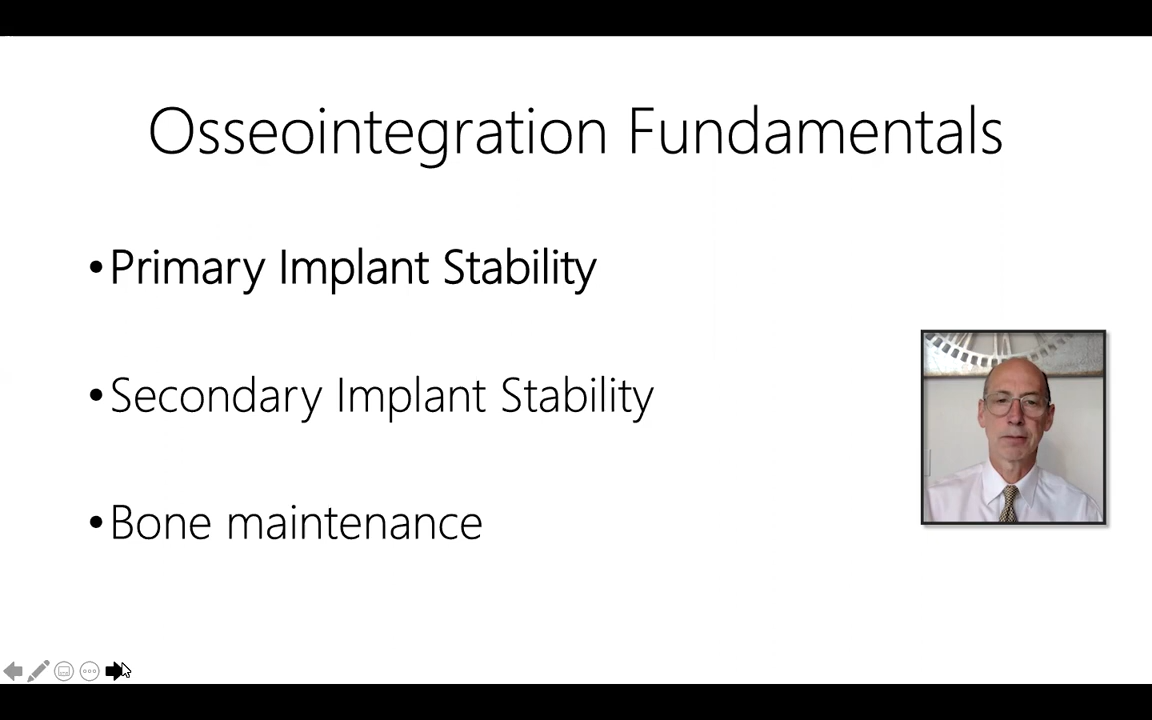 Osseointegration Fundamentals
•Primary Implant Stability
•Secondary Implant Stability
•Bone maintenance